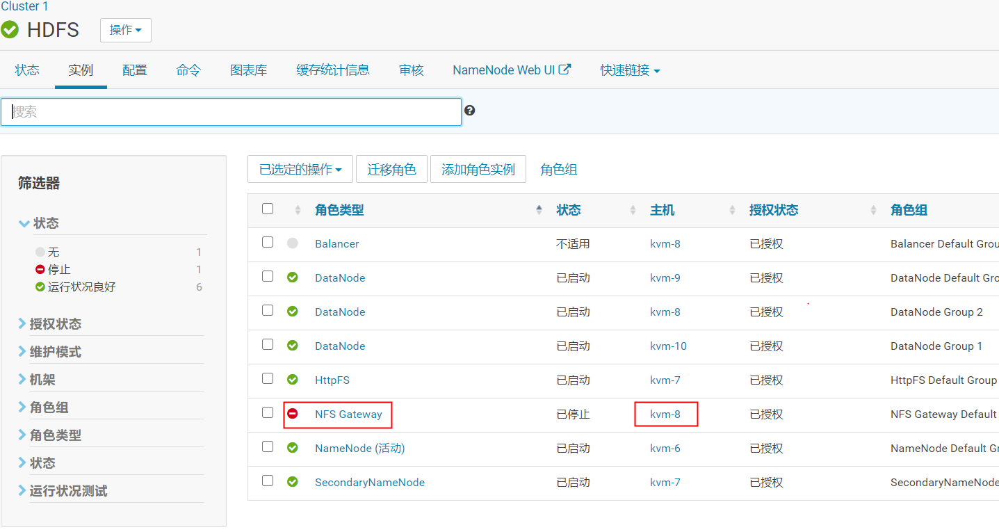 Cluster 1
HDFS 操作
状态 实例 配置 命令 图表库 缓存统计信息 审核 NameNode Web UI 快速链接
搜索
筛选器
状态
无 1
停止 1
运行状况良好 6
授权状态
维护模式
机架
角色组
角色类型
状态
运行状况测试
已选定的操作 迁移角色 添加角色实例 角色组
角色类型 状态 主机 授权状态 角色组
Balancer 不适用 kvm-8 已授权 Balancer Default Grou
DataNode 已启动 kvm-9 已授权 DataNode Default Gro
DataNode 已启动 kvm-8 已授权 DataNode Group 2
DataNode 已启动 kvm-10 已授权 DataNode Group 1
HttpFS 已启动 kvm-7 已授权 HttpFS Default Group
NFS Gateway 已停止 kvm-8 已授权 NFS Gateway Default
NameNode (活动) 已启动 kvm-6 已授权 NameNode Default G
SecondaryNameNode 已启动 kvm-7 已授权 SecondaryNameNode